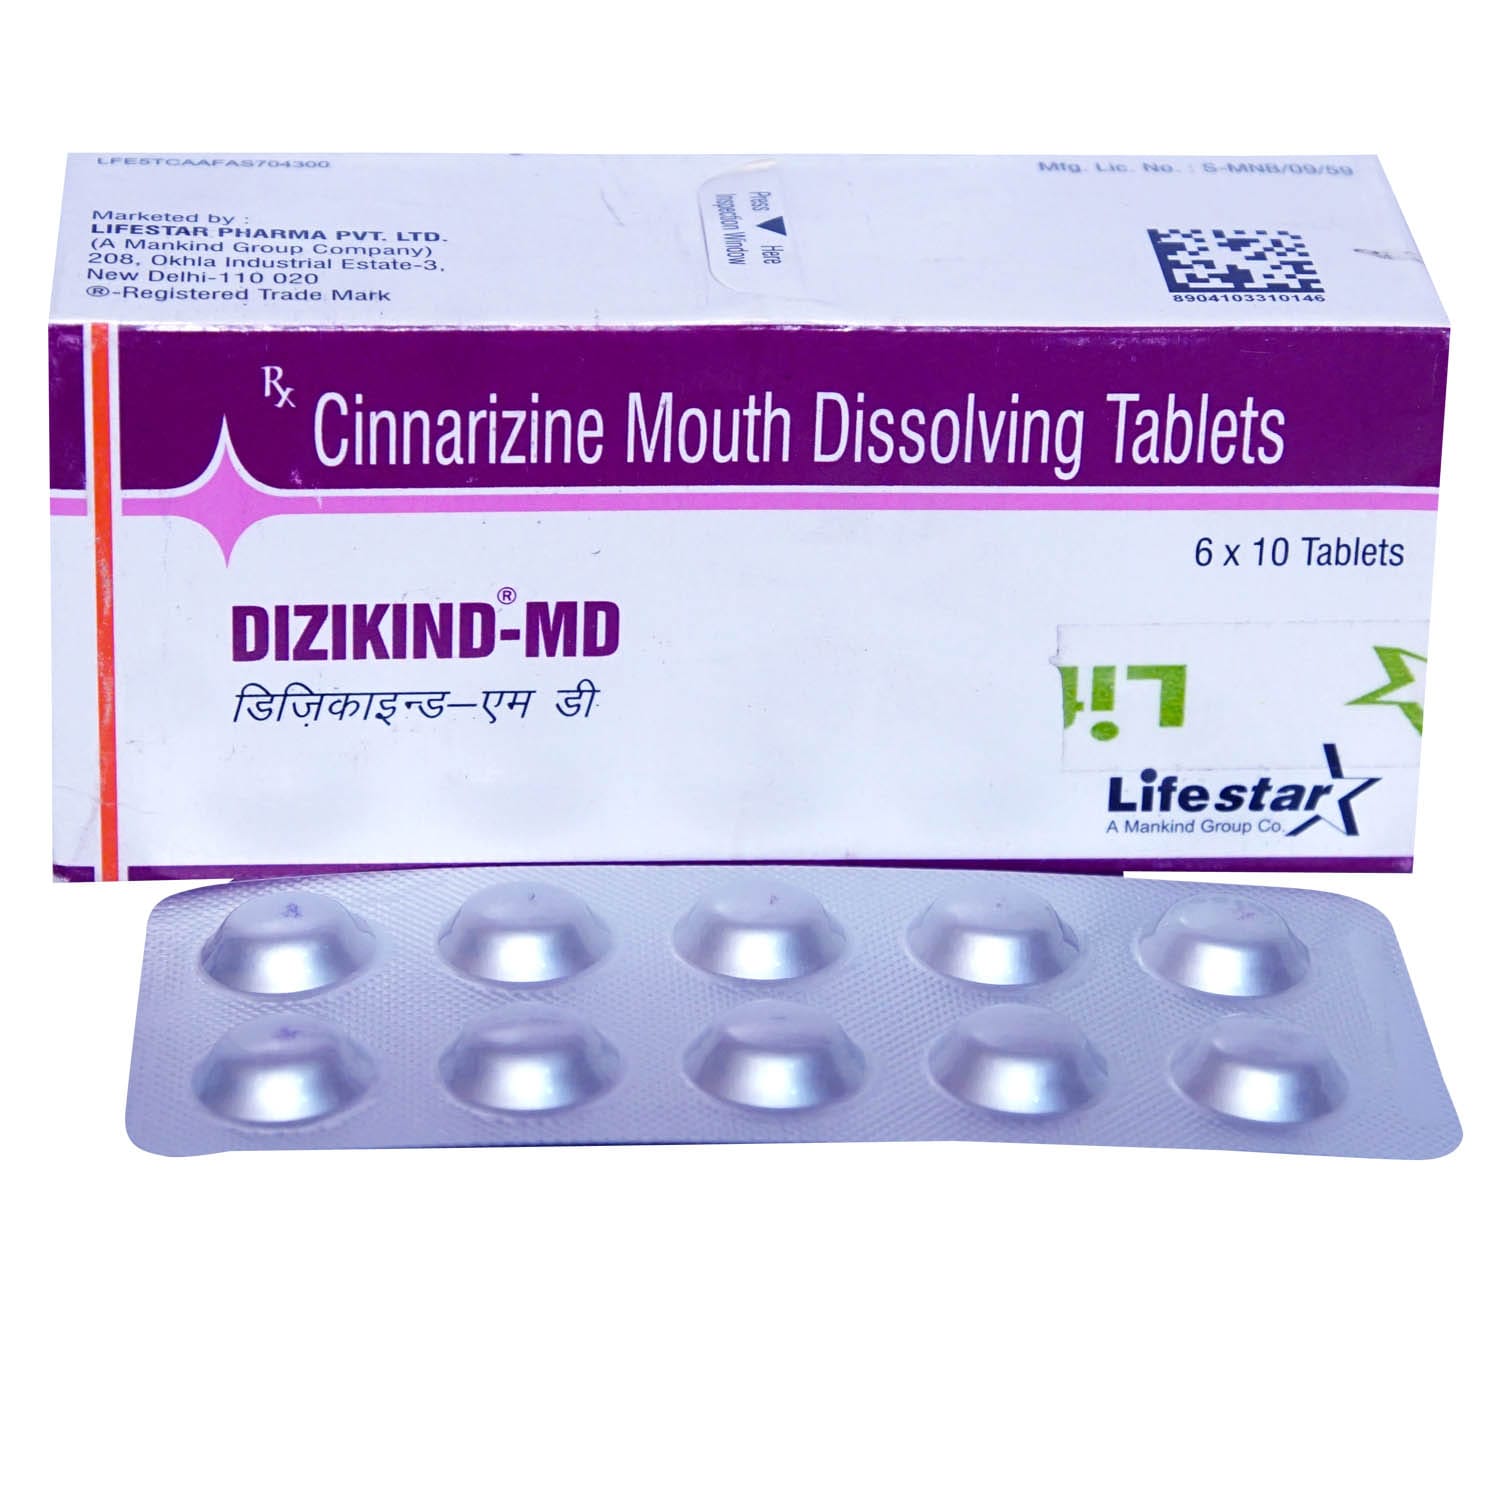 LFE5TCAAFAS704300
Mfg. Lic. No. : S-MNB/09/59
Marketed by :
LIFESTAR PHARMA PVT. LTD.
(A Mankind Group Company)
208, Okhla Industrial Estate-3,
New Delhi-110 020
®-Registered Trade Mark
Press Here
Inspection Window
8904103310146
Rx Cinnarizine Mouth Dissolving Tablets
6 x 10 Tablets
DIZIKIND®-MD
डिज़िकाइन्ड–एम डी
Lifestar
A Mankind Group Co.